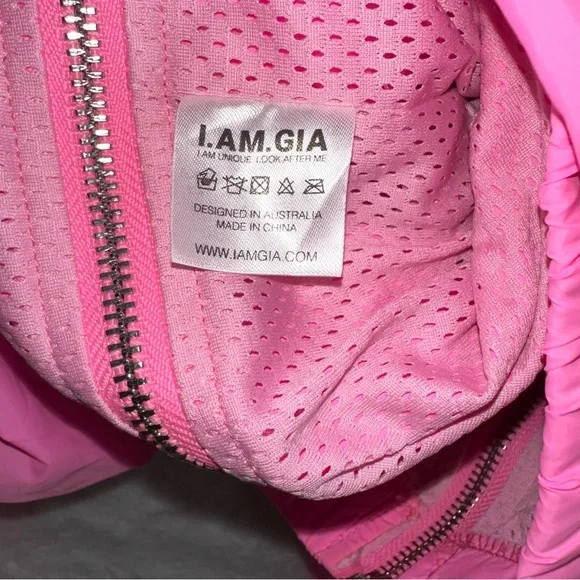 I.AM.GIA
I AM UNIQUE. LOOK AFTER ME
DESIGNED IN AUSTRALIA
MADE IN CHINA
WWW.IAMGIA.COM